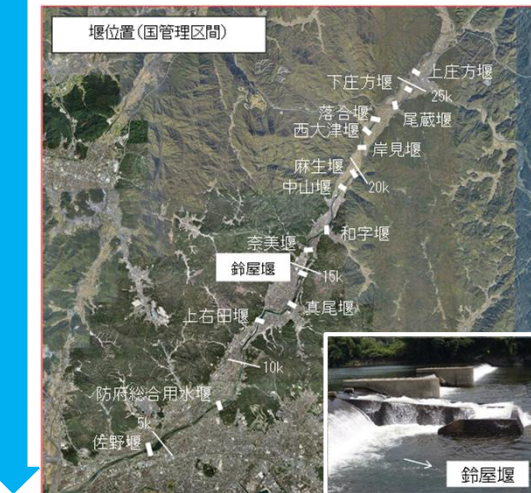 堰位置(国管理区間)
上庄方堰
下庄方堰
25k
尾蔵堰
落合堰
西大津堰
岸見堰
麻生堰
20k
中山堰
和字堰
奈美堰
鈴屋堰
15k
真尾堰
上右田堰
10k
防府総合用水堰
5k
佐野堰
鈴屋堰